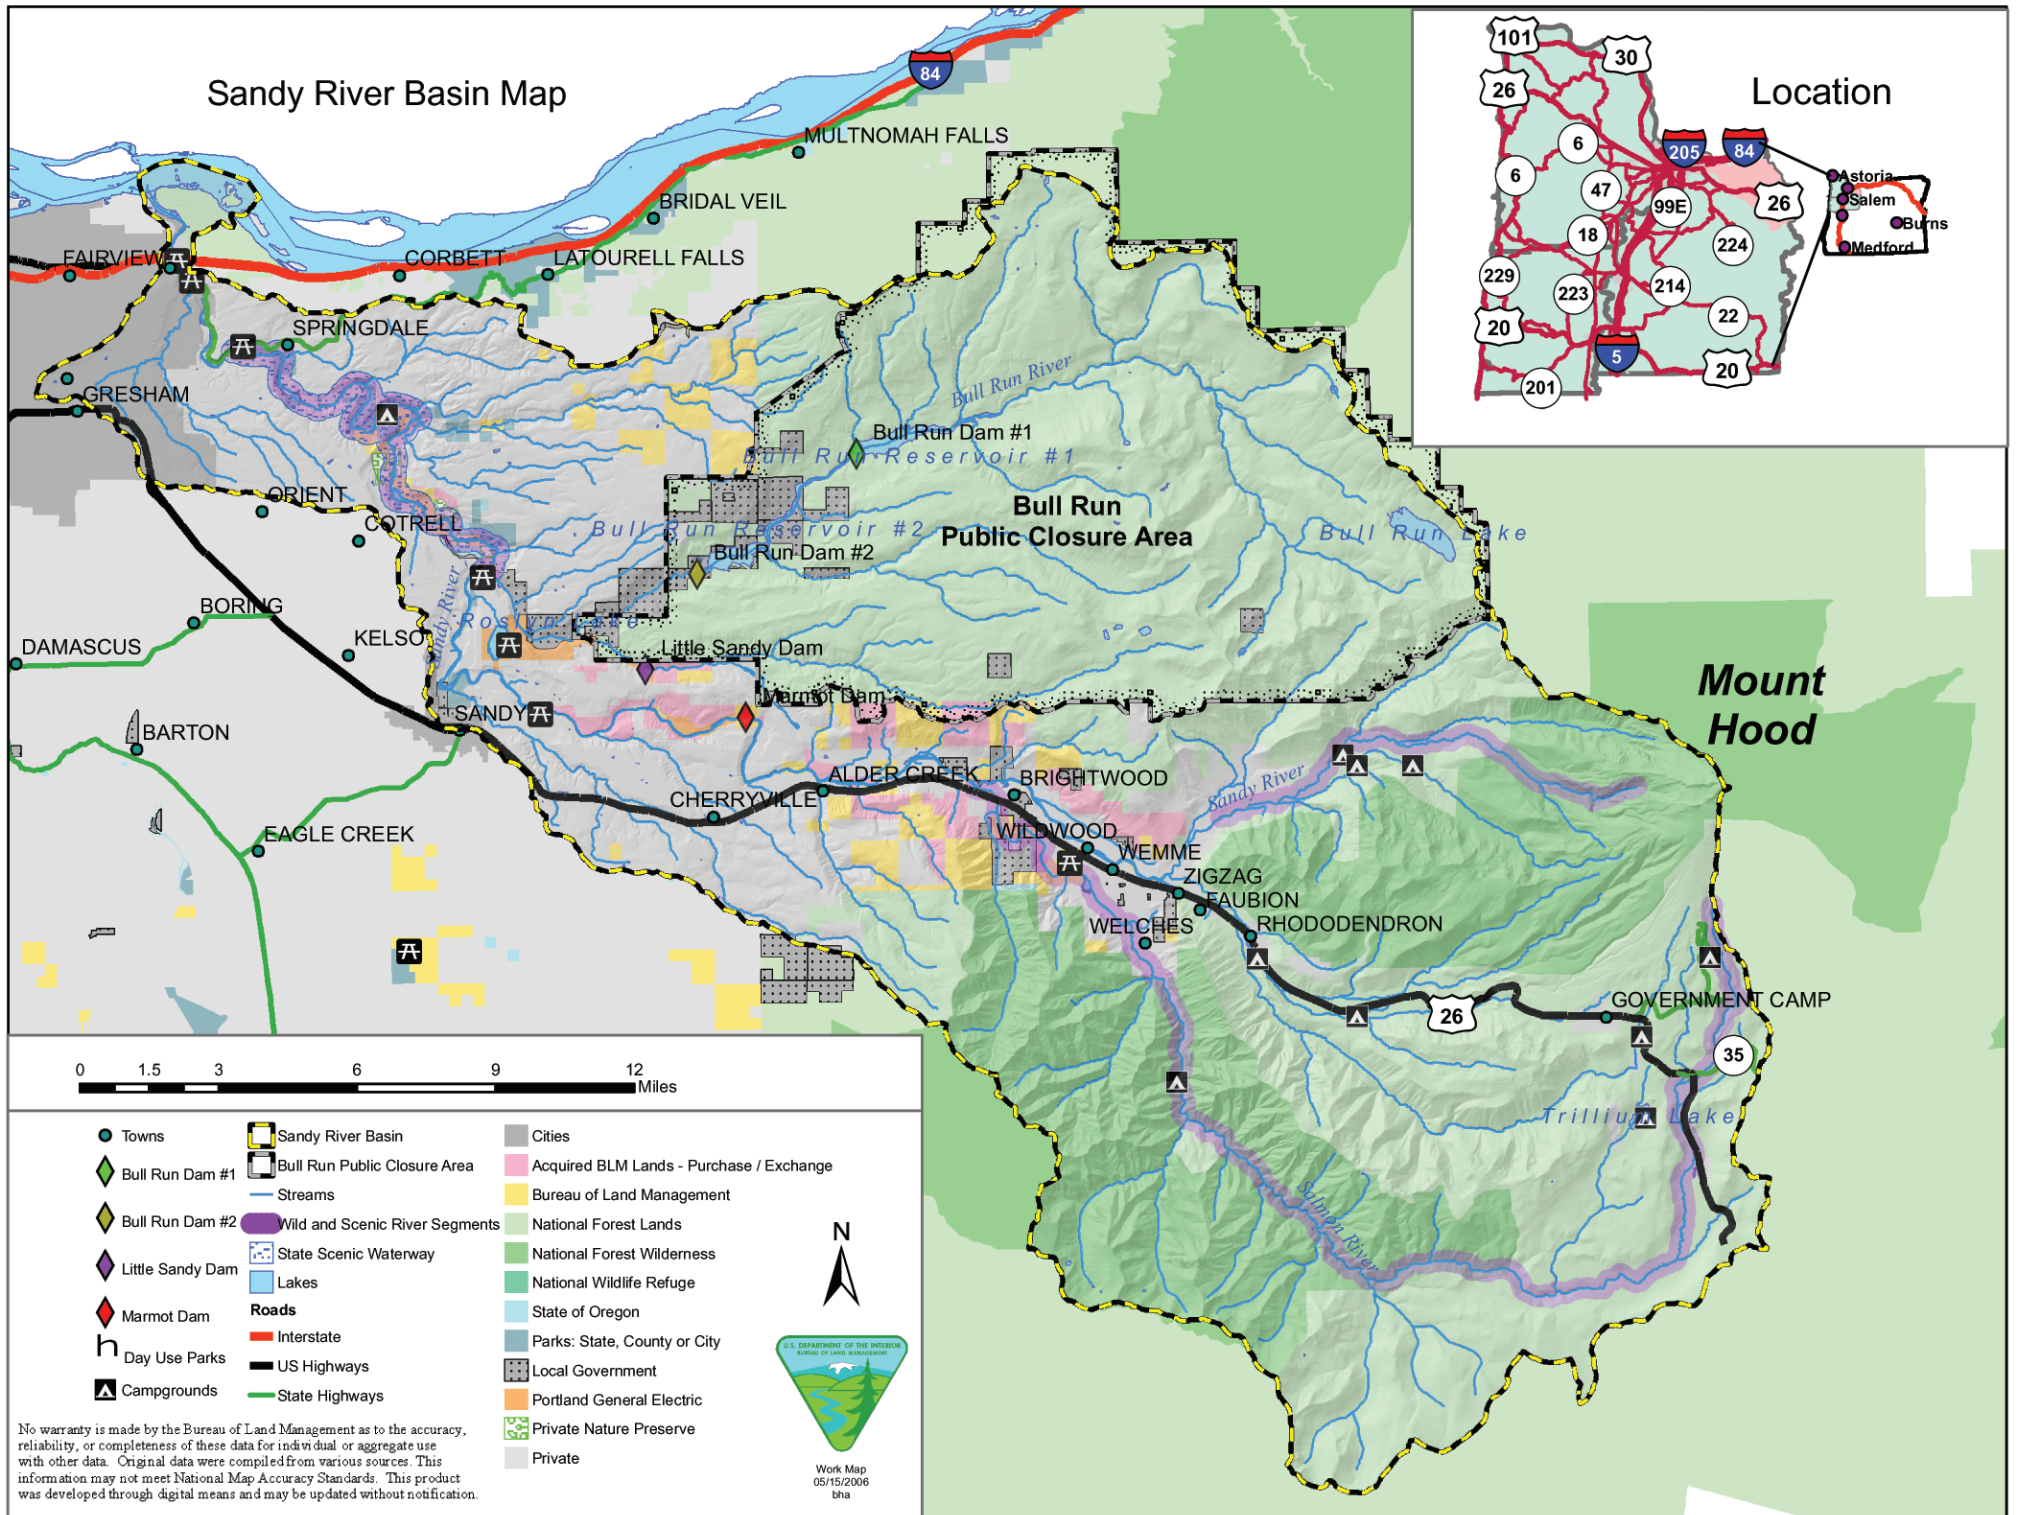 Sandy River Basin Map
84
MULTNOMAH FALLS
BRIDAL VEIL
FAIRVIEW
CORBETT
LATOURELL FALLS
SPRINGDALE
GRESHAM
Bull Run River
Bull Run Dam #1
Bull Run Reservoir #1
ORIENT
COTRELL
Bull Run Reservoir #2
Bull Run
Public Closure Area
Bull Run Lake
Bull Run Dam #2
Sandy River
BORING
Roslyn Lake
KELSO
DAMASCUS
Little Sandy Dam
Marmot Dam
Mount
Hood
SANDY
BARTON
ALDER CREEK
BRIGHTWOOD
Sandy River
CHERRYVILLE
EAGLE CREEK
WILDWOOD
WEMME
ZIGZAG
FAUBION
WELCHES
RHODODENDRON
GOVERNMENT CAMP
26
35
Trillium Lake
Salmon River
Location
101
30
26
6
205
84
6
47
99E
26
18
224
229
223
214
20
22
5
20
201
Astoria
Salem
Burns
Medford
0 1.5 3 6 9 12
Miles
Towns
Bull Run Dam #1
Bull Run Dam #2
Little Sandy Dam
Marmot Dam
Day Use Parks
Campgrounds
Sandy River Basin
Bull Run Public Closure Area
Streams
Wild and Scenic River Segments
State Scenic Waterway
Lakes
Roads
Interstate
US Highways
State Highways
Cities
Acquired BLM Lands - Purchase / Exchange
Bureau of Land Management
National Forest Lands
National Forest Wilderness
National Wildlife Refuge
State of Oregon
Parks: State, County or City
Local Government
Portland General Electric
Private Nature Preserve
Private
N
U.S. DEPARTMENT OF THE INTERIOR
BUREAU OF LAND MANAGEMENT
Work Map
05/15/2006
bha
No warranty is made by the Bureau of Land Management as to the accuracy,
reliability, or completeness of these data for individual or aggregate use
with other data. Original data were compiled from various sources. This
information may not meet National Map Accuracy Standards. This product
was developed through digital means and may be updated without notification.